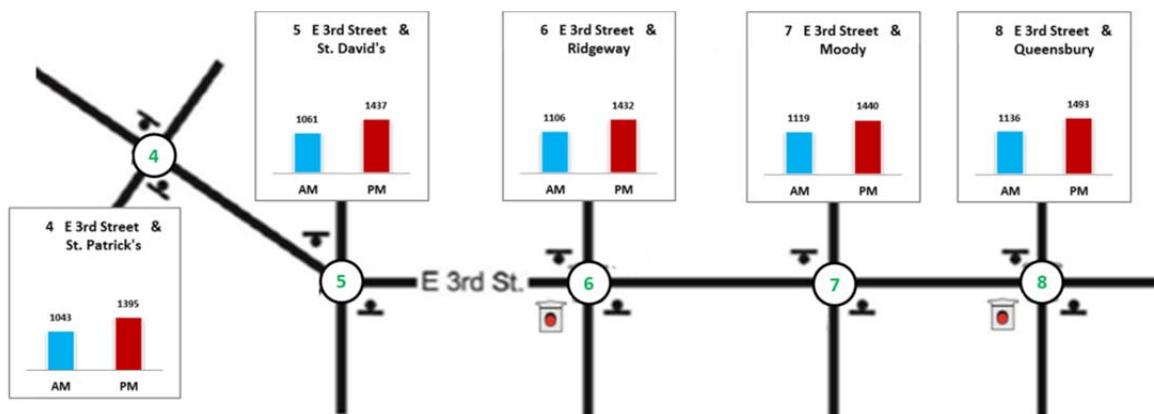 5 E 3rd Street &
St. David's
1061
1437
AM PM
6 E 3rd Street &
Ridgeway
1106
1432
AM PM
7 E 3rd Street &
Moody
1119
1440
AM PM
8 E 3rd Street &
Queensbury
1136
1493
AM PM
4
4 E 3rd Street &
St. Patrick's
1043
1395
AM PM
5
E 3rd St.
6
7
8